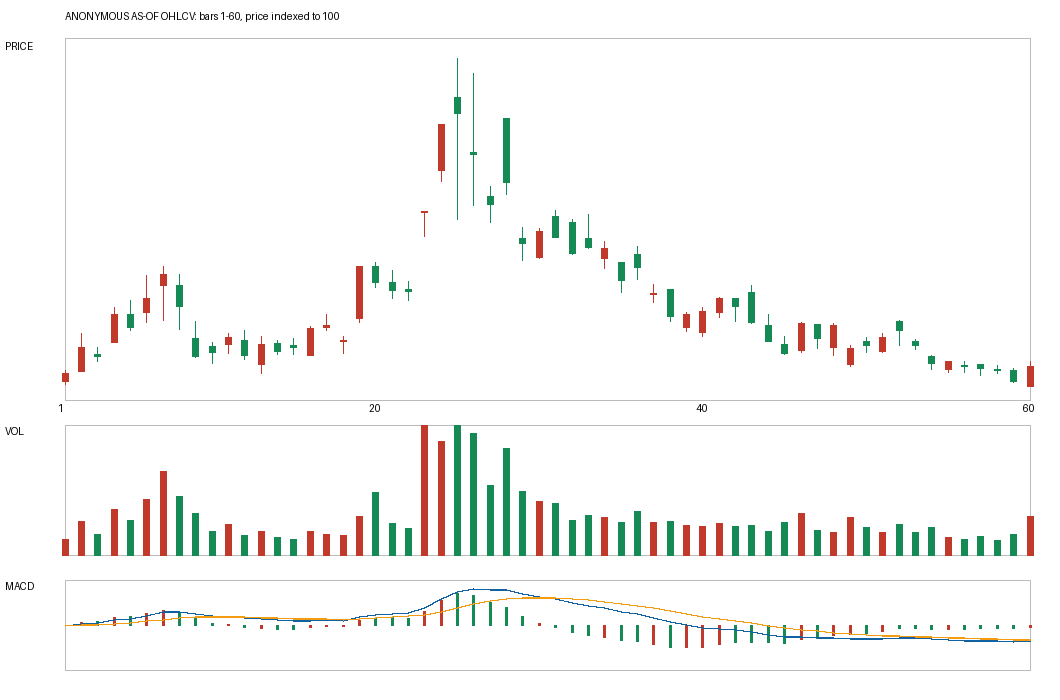 ANONYMOUS AS-OF OHLCV: bars 1-60, price indexed to 100
PRICE
1 20 40 60
VOL
MACD